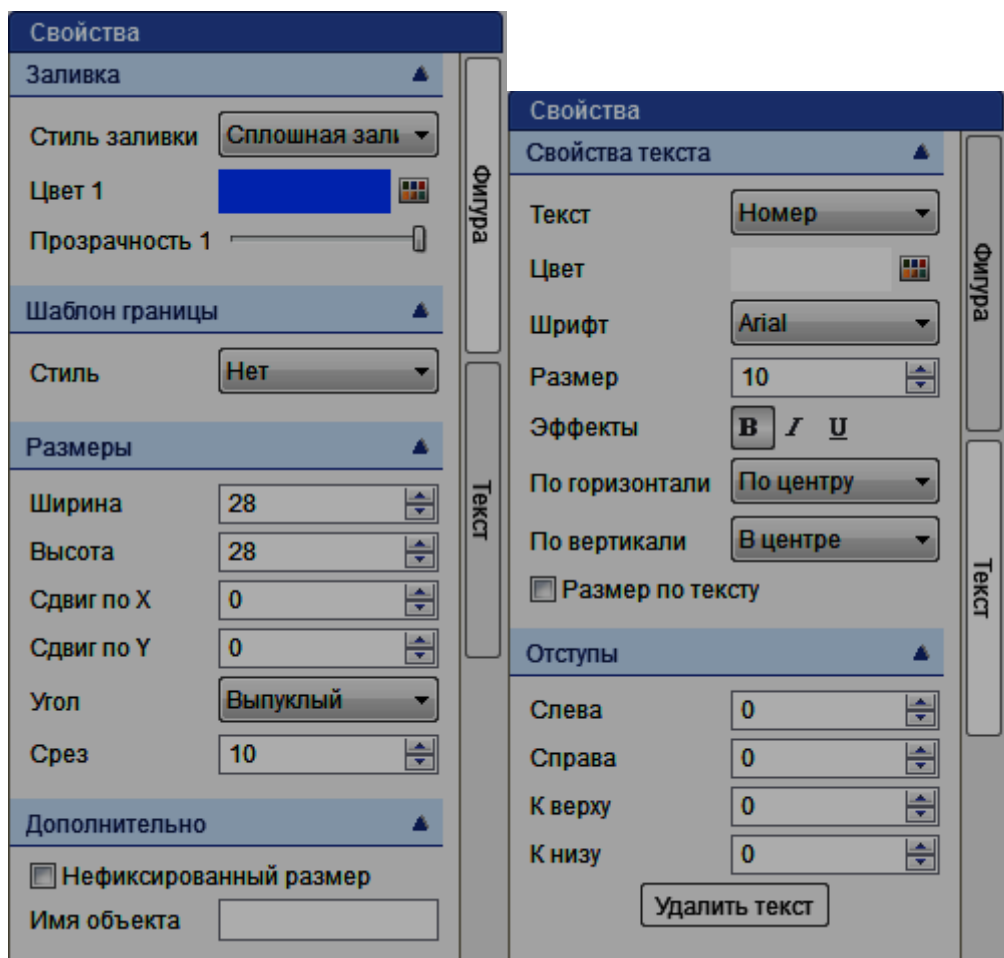 Свойства
Заливка
Стиль заливки Сплошная зали
Цвет 1
Прозрачность 1
Шаблон границы
Стиль Нет
Размеры
Ширина 28
Высота 28
Сдвиг по X 0
Сдвиг по Y 0
Угол Выпуклый
Срез 10
Дополнительно
Нефиксированный размер
Имя объекта
Фигура
Текст
Свойства
Свойства текста
Текст Номер
Цвет
Шрифт Arial
Размер 10
Эффекты B I U
По горизонтали По центру
По вертикали В центре
Размер по тексту
Отступы
Слева 0
Справа 0
К верху 0
К низу 0
Удалить текст
Фигура
Текст